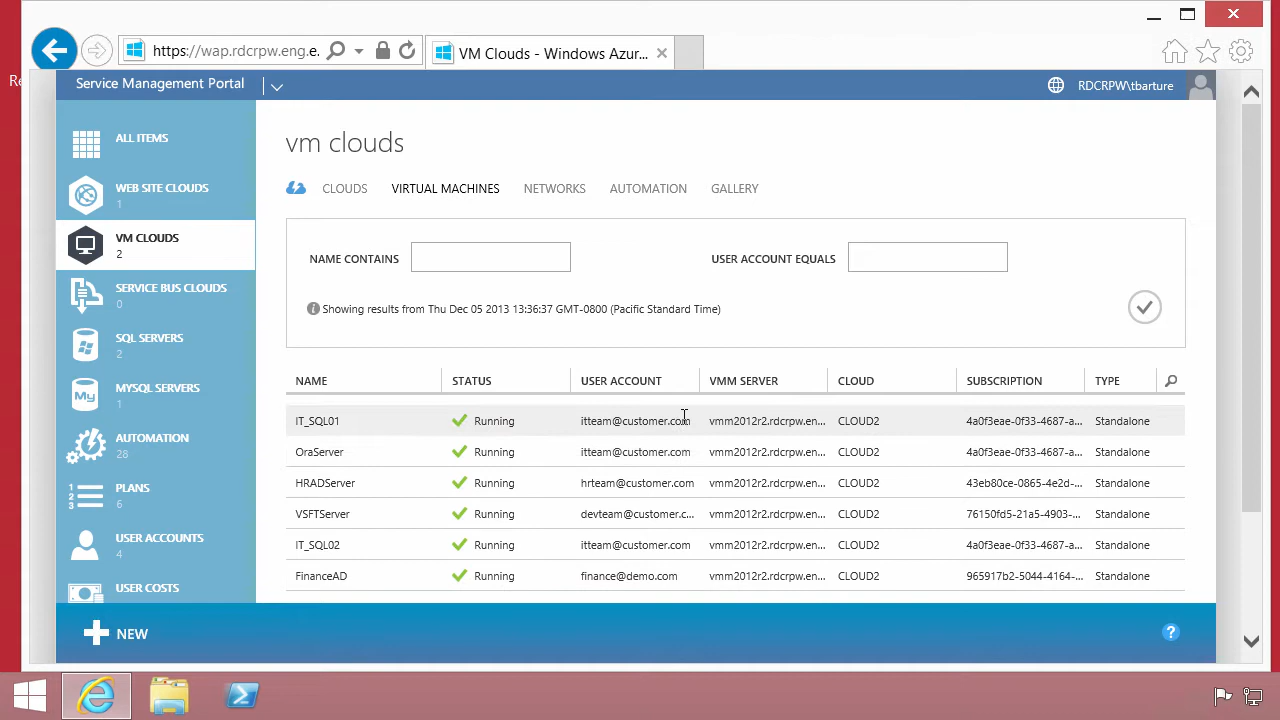 https://wap.rdcrpw.eng.e.
VM Clouds - Windows Azur...
Re
Service Management Portal
RDCRPW\tbarture
ALL ITEMS
WEB SITE CLOUDS
1
VM CLOUDS
2
SERVICE BUS CLOUDS
0
SQL SERVERS
2
My
MYSQL SERVERS
1
AUTOMATION
28
1
2
3
PLANS
6
USER ACCOUNTS
4
USER COSTS
vm clouds
CLOUDS VIRTUAL MACHINES NETWORKS AUTOMATION GALLERY
NAME CONTAINS USER ACCOUNT EQUALS
Showing results from Thu Dec 05 2013 13:36:37 GMT-0800 (Pacific Standard Time)
NAME STATUS USER ACCOUNT VMM SERVER CLOUD SUBSCRIPTION TYPE
IT_SQL01 Running itteam@customer.com vmm2012r2.rdcrpw.en... CLOUD2 4a0f3eae-0f33-4687-a... Standalone
OraServer Running itteam@customer.com vmm2012r2.rdcrpw.en... CLOUD2 4a0f3eae-0f33-4687-a... Standalone
HRADServer Running hrteam@customer.com vmm2012r2.rdcrpw.en... CLOUD2 43eb80ce-0865-4e2d-... Standalone
VSFTServer Running devteam@customer.c... vmm2012r2.rdcrpw.en... CLOUD2 76150fd5-21a5-4903-... Standalone
IT_SQL02 Running itteam@customer.com vmm2012r2.rdcrpw.en... CLOUD2 4a0f3eae-0f33-4687-a... Standalone
FinanceAD Running finance@demo.com vmm2012r2.rdcrpw.en... CLOUD2 965917b2-5044-4164-... Standalone
NEW
?